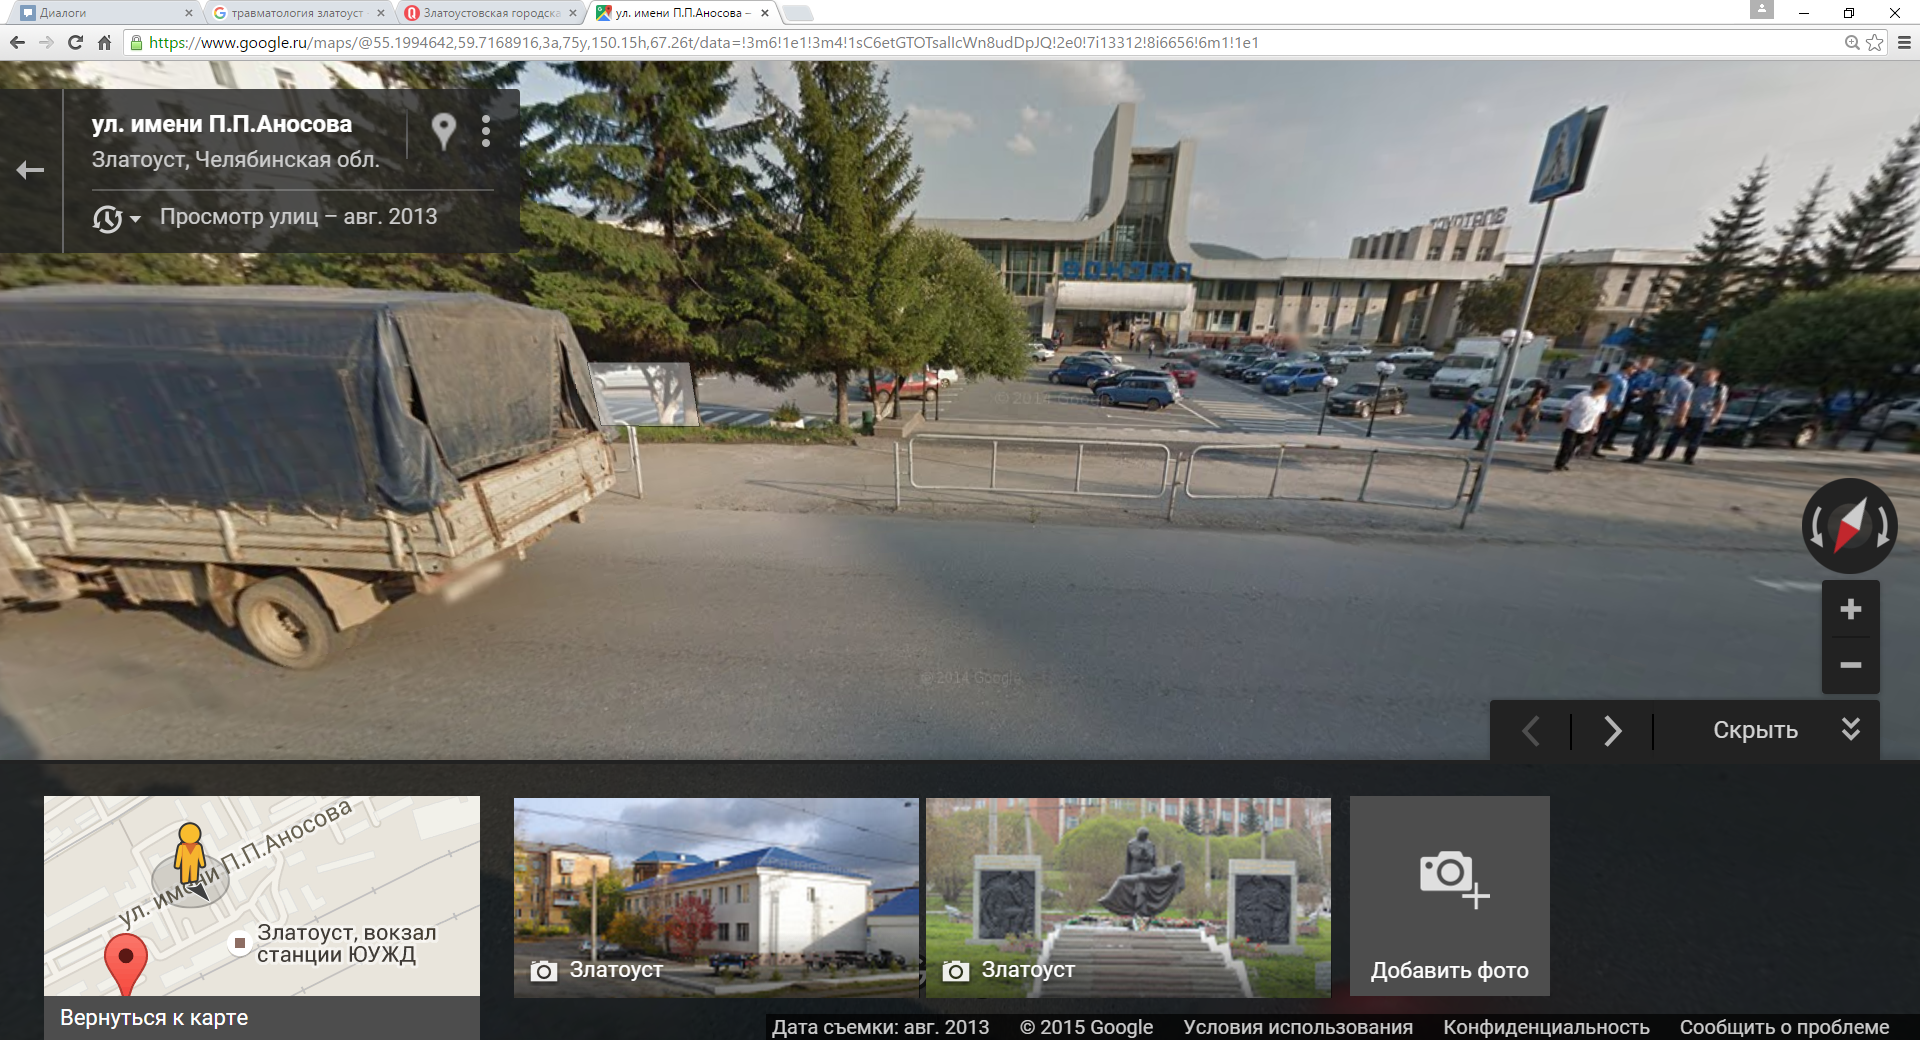 Диалоги
травматология златоуст
Златоустовская городска
ул. имени П.П.Аносова –
https://www.google.ru/maps/@55.1994642,59.7168916,3a,75y,150.15h,67.26t/data=!3m6!1e1!3m4!1sC6etGTOTsallcWn8udDpJQ!2e0!7i13312!8i6656!6m1!1e1
ул. имени П.П.Аносова
Златоуст, Челябинская обл.
Просмотр улиц – авг. 2013
ЗЛАТОУСТ
ВОКЗАЛ
© 2014 Google
© 2014 Google
Скрыть
ул. имени П.П.Аносова
Златоуст, вокзал
станции ЮУЖД
Вернуться к карте
Златоуст
Златоуст
Добавить фото
Дата съемки: авг. 2013 © 2015 Google Условия использования Конфиденциальность Сообщить о проблеме